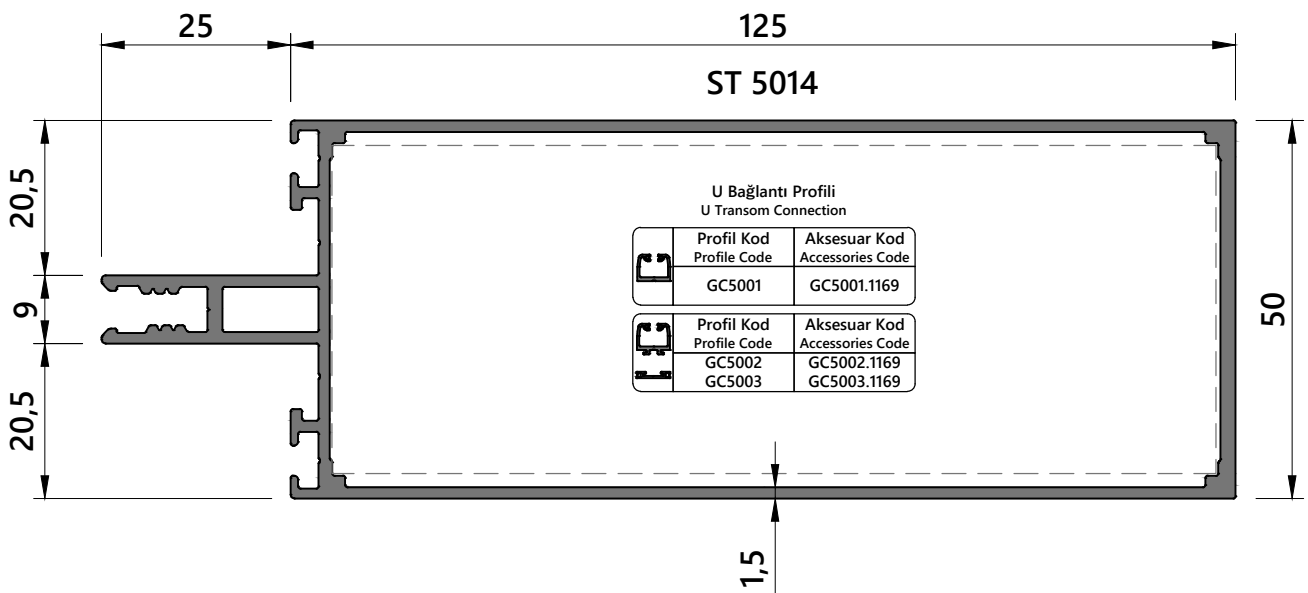 25
125
ST 5014
20,5
9
20,5
50
1,5
U Bağlantı Profili
U Transom Connection
Profil Kod Aksesuar Kod
Profile Code Accessories Code
GC5001 GC5001.1169
Profil Kod Aksesuar Kod
Profile Code Accessories Code
GC5002 GC5002.1169
GC5003 GC5003.1169